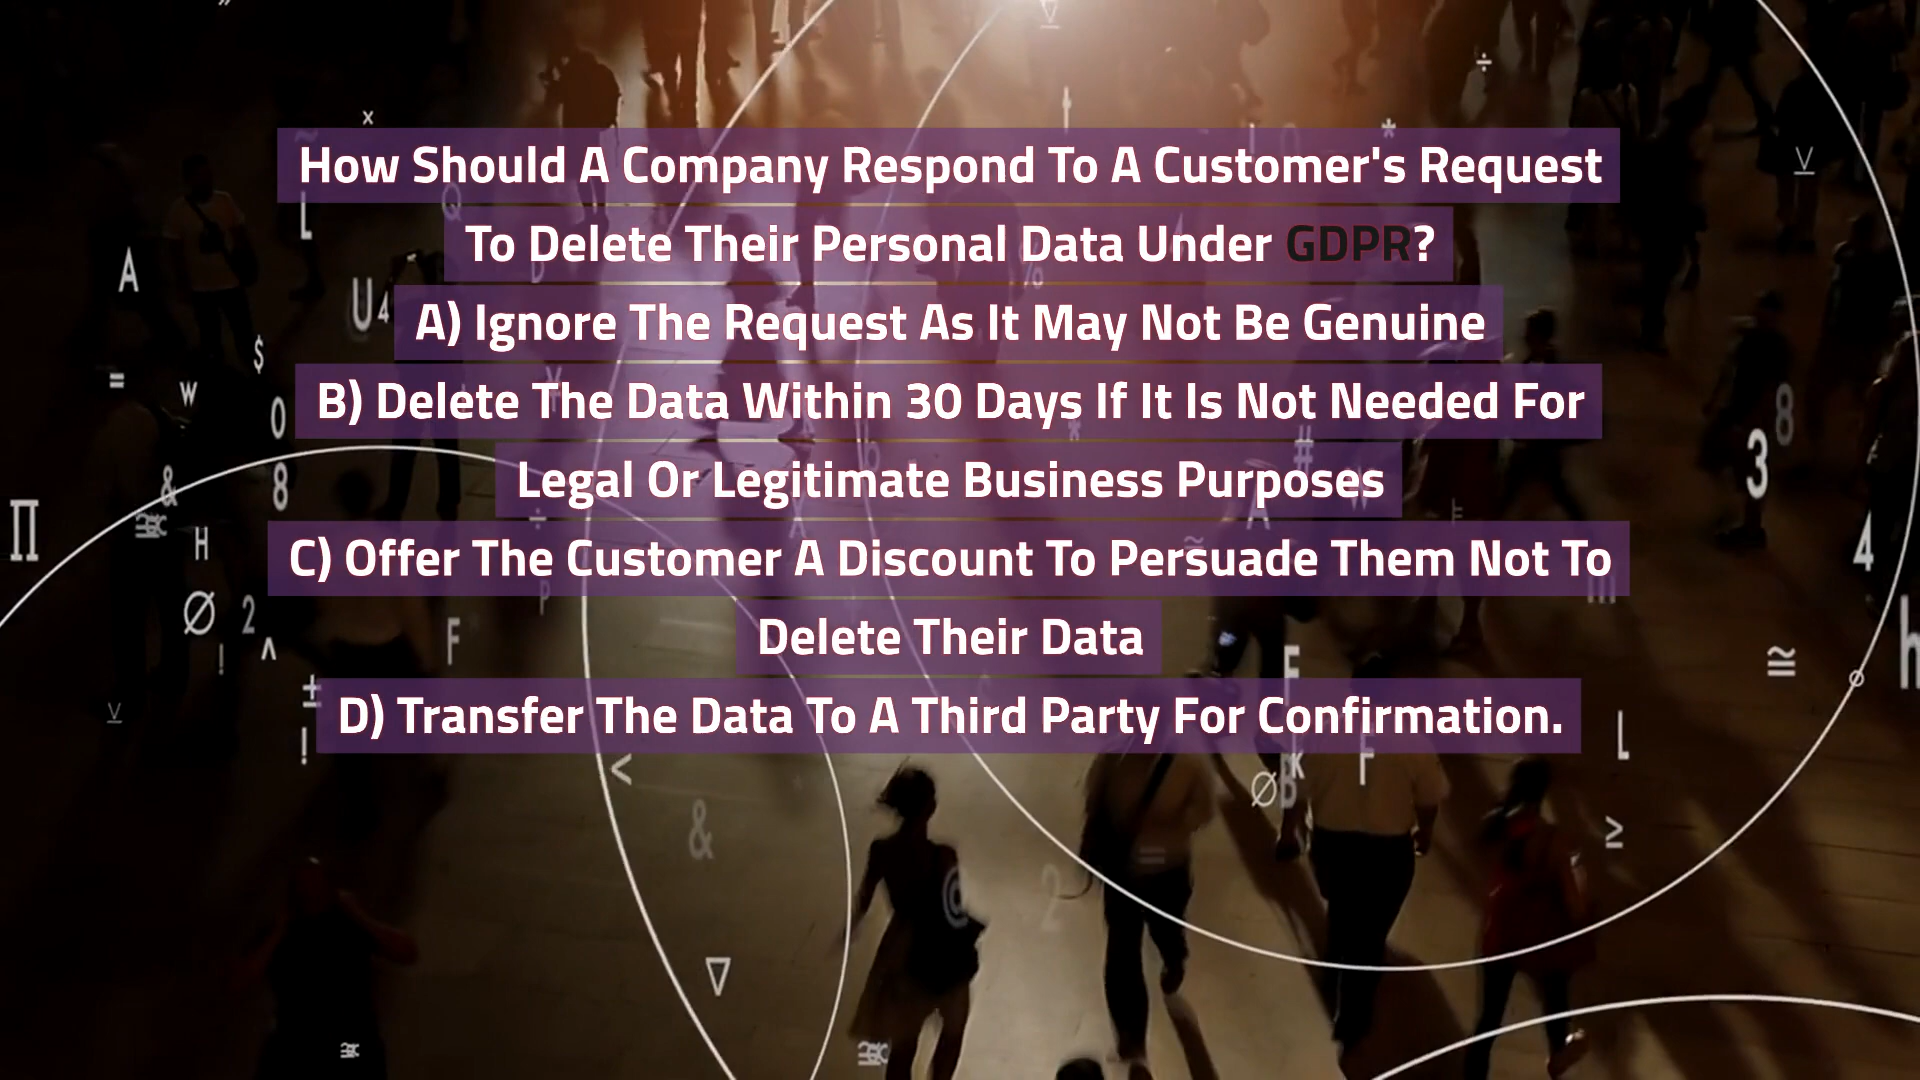 How Should A Company Respond To A Customer's Request
To Delete Their Personal Data Under GDPR?
A) Ignore The Request As It May Not Be Genuine
B) Delete The Data Within 30 Days If It Is Not Needed For
Legal Or Legitimate Business Purposes
C) Offer The Customer A Discount To Persuade Them Not To
Delete Their Data
D) Transfer The Data To A Third Party For Confirmation.